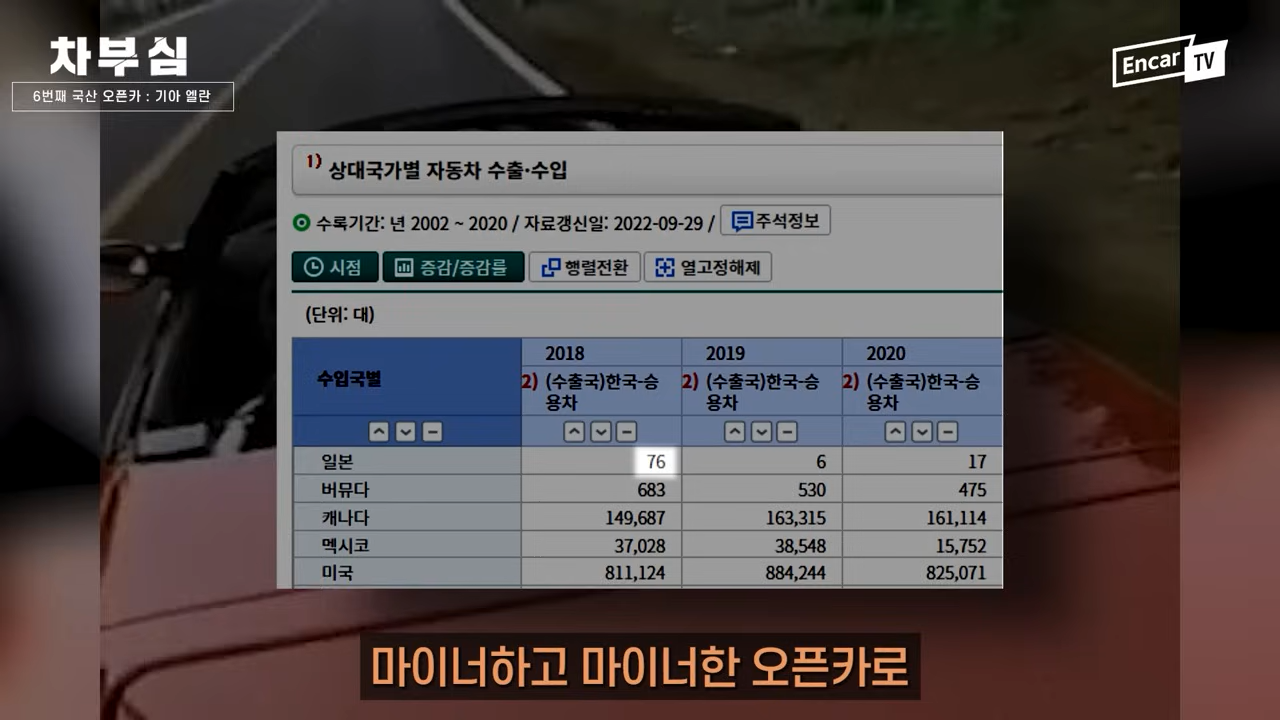 차부심
6번째 국산 오픈카 : 기아 엘란
Encar TV
1) 상대국가별 자동차 수출·수입
수록기간: 년 2002 ~ 2020 / 자료갱신일: 2022-09-29 / 주석정보
시점 증감/증감률 행렬전환 열고정해제
(단위: 대)
수입국별 2018 2019 2020
2) (수출국)한국-승용차 2) (수출국)한국-승용차 2) (수출국)한국-승용차
일본 76 6 17
버뮤다 683 530 475
캐나다 149,687 163,315 161,114
멕시코 37,028 38,548 15,752
미국 811,124 884,244 825,071
마이너하고 마이너한 오픈카로